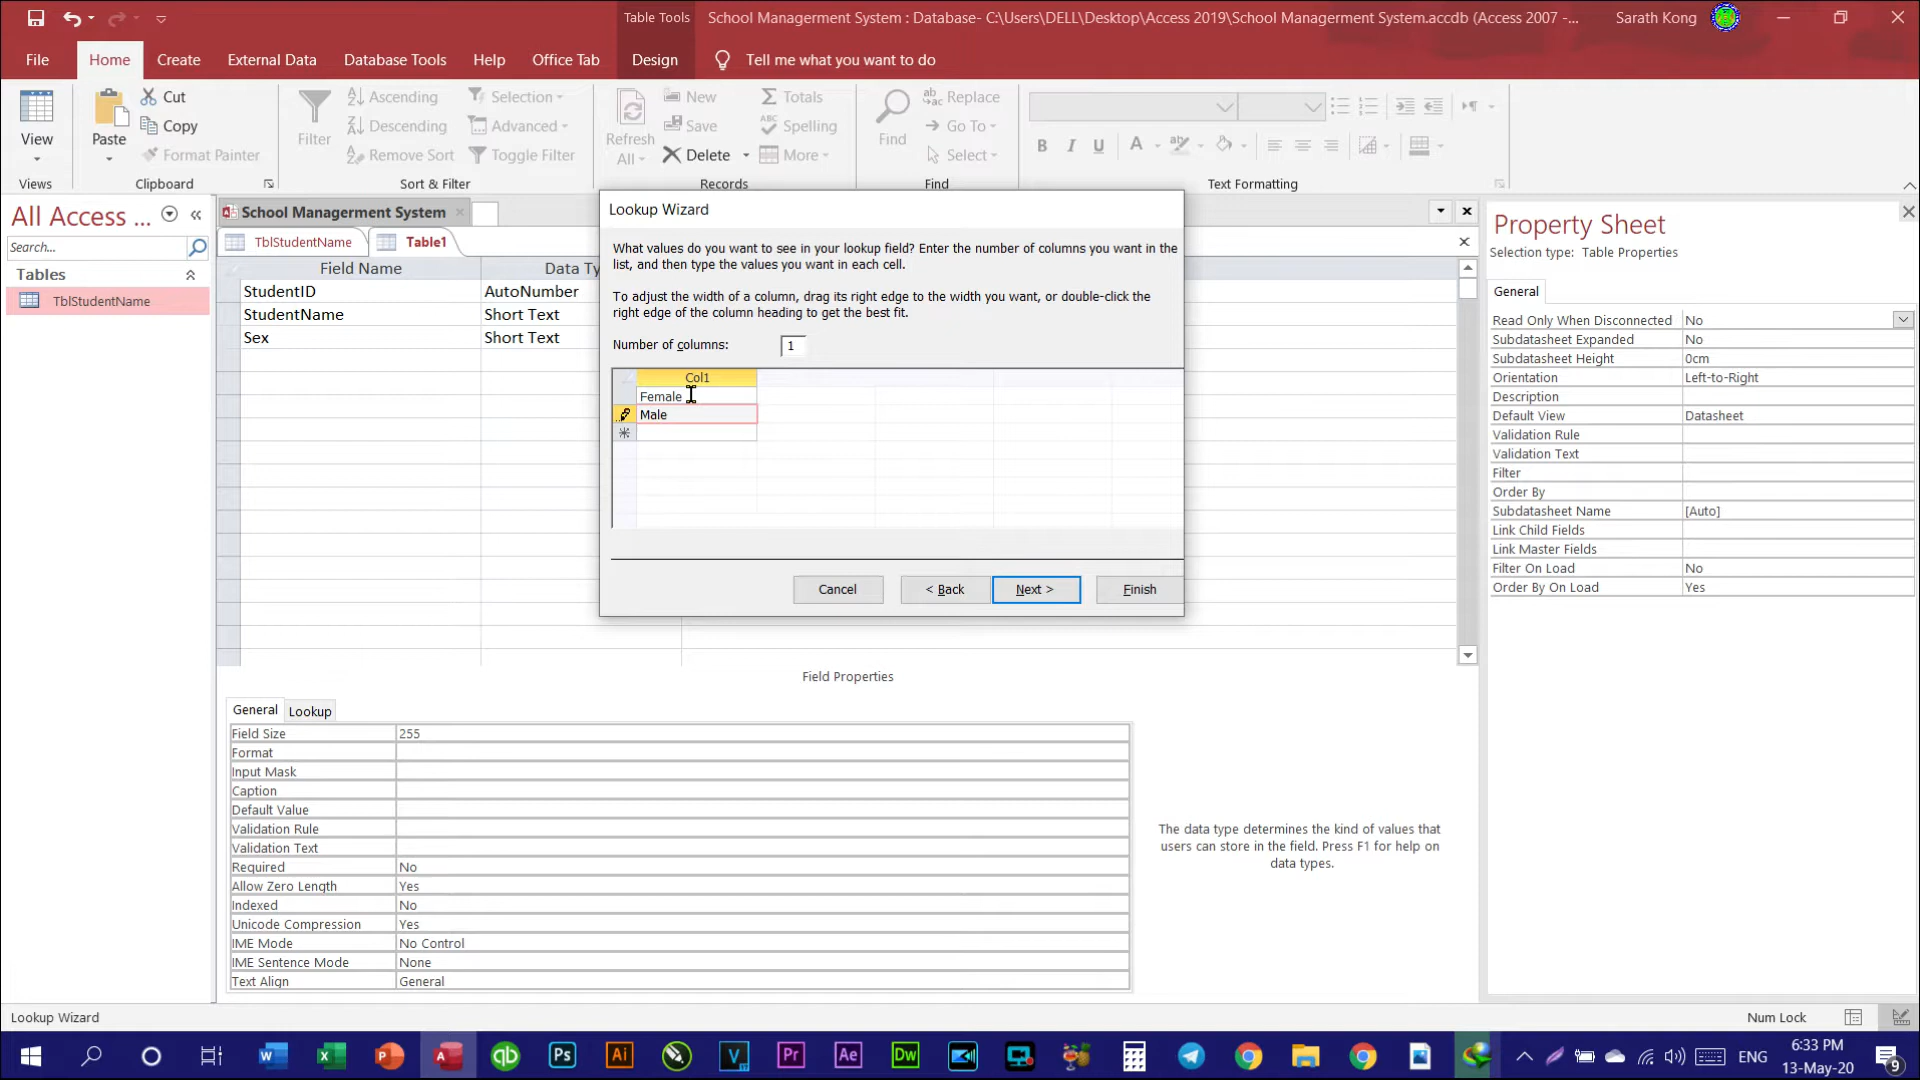 Table Tools
School Managerment System : Database- C:\Users\DELL\Desktop\Access 2019\School Managerment System.accdb (Access 2007 -...
Sarath Kong
File
Home
Create
External Data
Database Tools
Help
Office Tab
Design
Tell me what you want to do
View
Paste
Cut
Copy
Format Painter
Filter
Ascending
Descending
Remove Sort
Selection
Advanced
Toggle Filter
Refresh
All
New
Save
Delete
Totals
Spelling
More
Find
Replace
Go To
Select
B I U A
Views
Clipboard
Sort & Filter
Records
Find
Text Formatting
All Access ...
Search...
Tables
TblStudentName
School Managerment System
TblStudentName
Table1
Field Name
Data Ty
StudentID
AutoNumber
StudentName
Short Text
Sex
Short Text
Lookup Wizard
What values do you want to see in your lookup field? Enter the number of columns you want in the
list, and then type the values you want in each cell.
To adjust the width of a column, drag its right edge to the width you want, or double-click the
right edge of the column heading to get the best fit.
Number of columns:
1
Col1
Female
Male
Cancel
< Back
Next >
Finish
Property Sheet
Selection type: Table Properties
General
Read Only When Disconnected No
Subdatasheet Expanded No
Subdatasheet Height 0cm
Orientation Left-to-Right
Description
Default View Datasheet
Validation Rule
Validation Text
Filter
Order By
Subdatasheet Name [Auto]
Link Child Fields
Link Master Fields
Filter On Load No
Order By On Load Yes
Field Properties
General
Lookup
Field Size 255
Format
Input Mask
Caption
Default Value
Validation Rule
Validation Text
Required No
Allow Zero Length Yes
Indexed No
Unicode Compression Yes
IME Mode No Control
IME Sentence Mode None
Text Align General
The data type determines the kind of values that
users can store in the field. Press F1 for help on
data types.
Lookup Wizard
Num Lock
ENG
6:33 PM
13-May-20
9